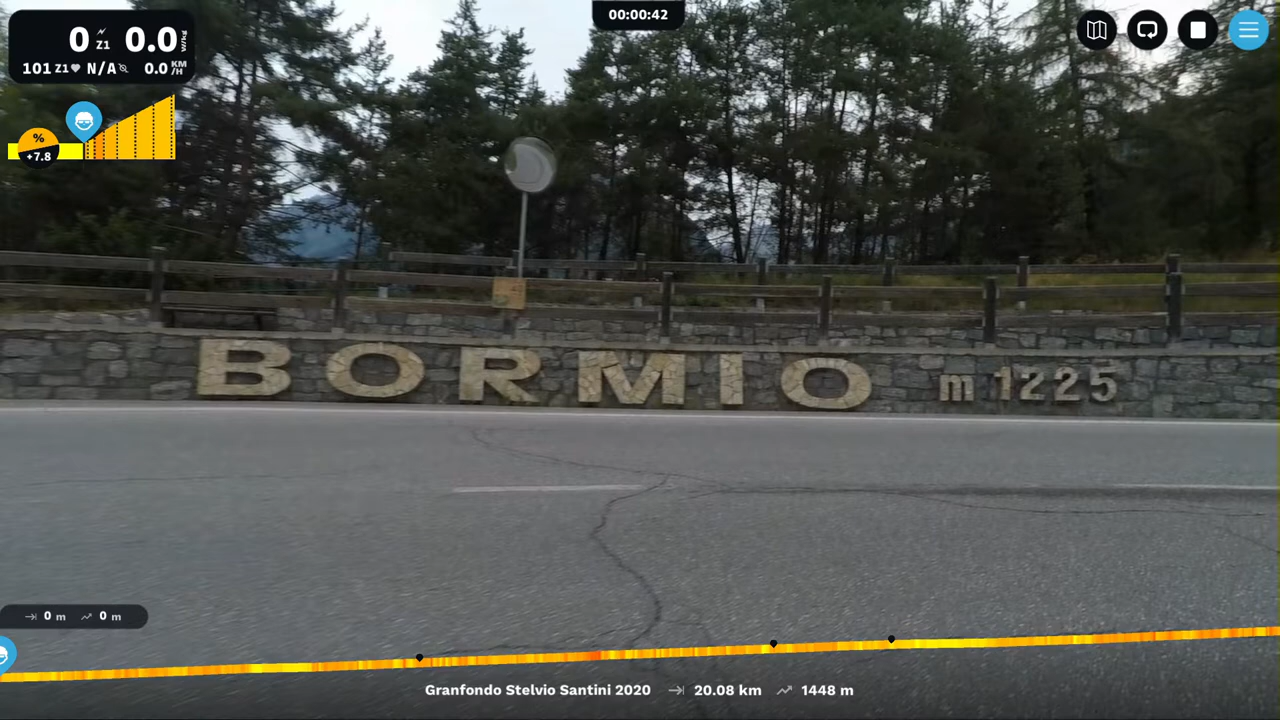 00:00:42
0 Z1 0.0 W/kg
101 Z1 N/A 0.0 KM/H
%
+7.8
BORMIO m 1225
0 m 0 m
Granfondo Stelvio Santini 2020 20.08 km 1448 m